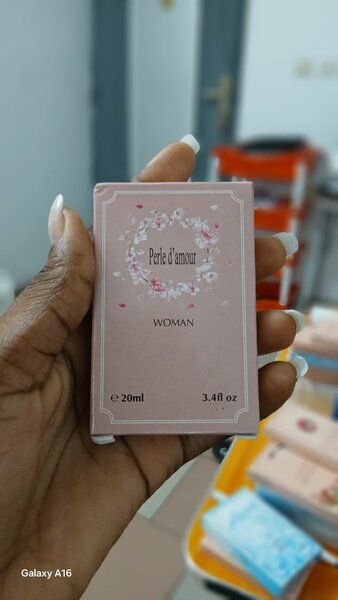 Perle d'amour
WOMAN
℮ 20ml 3.4fl oz
Galaxy A16